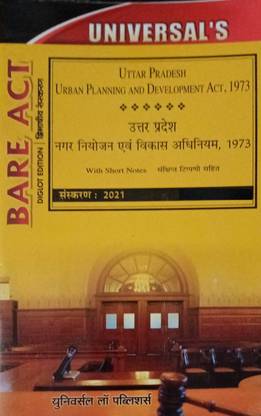 UNIVERSAL'S
BARE ACT
DIGLOT EDITION | द्विभाषीय संस्करण
UTTAR PRADESH
URBAN PLANNING AND DEVELOPMENT ACT, 1973
उत्तर प्रदेश
नगर नियोजन एवं विकास अधिनियम, 1973
With Short Notes संक्षिप्त टिप्पणी सहित
संस्करण : 2021
युनिवर्सल लॉ पब्लिशर्स